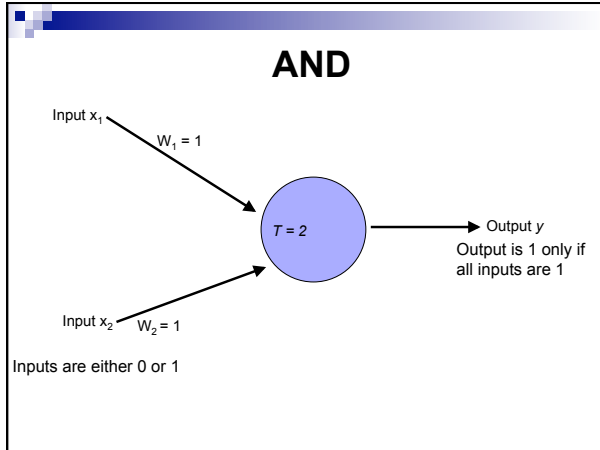 AND
Input x₁
W₁ = 1
T = 2
Output y
Output is 1 only if
all inputs are 1
Input x₂
W₂ = 1
Inputs are either 0 or 1